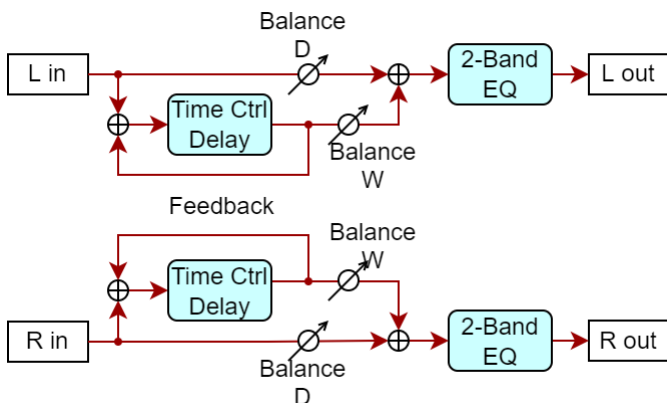 Balance
D
L in
2-Band
EQ
L out
Time Ctrl
Delay
Balance
W
Feedback
Balance
W
Time Ctrl
Delay
R in
2-Band
EQ
R out
Balance
D